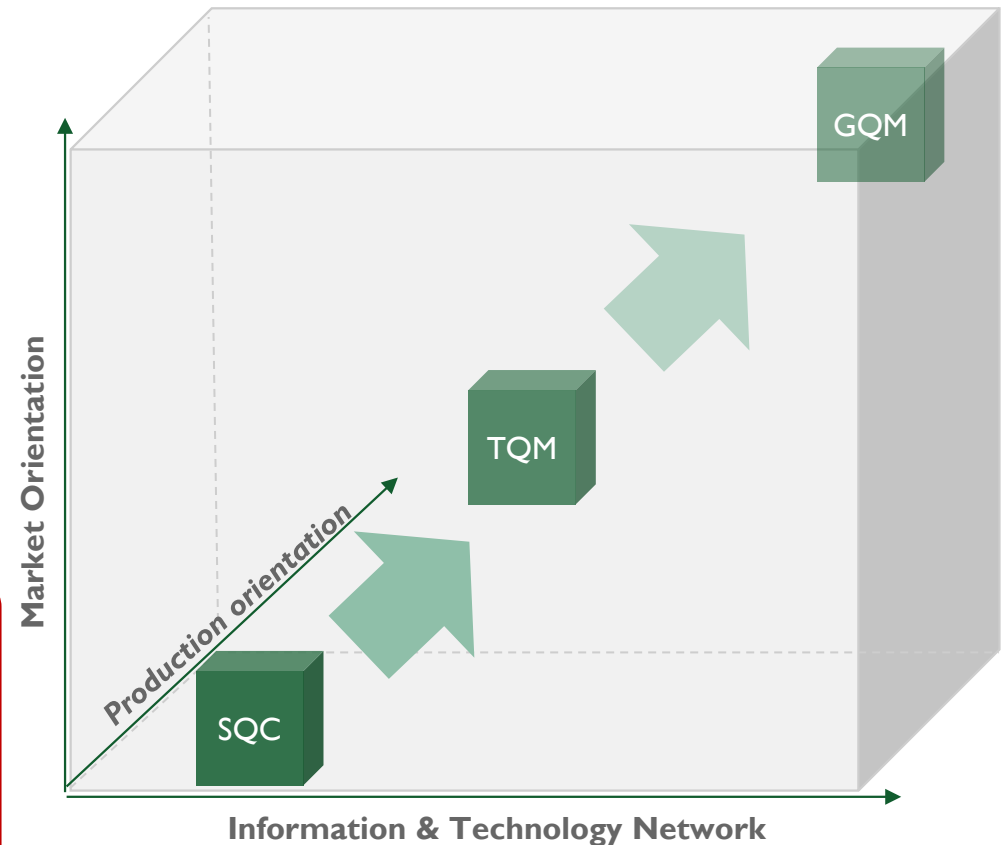 GQM
Market Orientation
TQM
Production orientation
SQC
Information & Technology Network